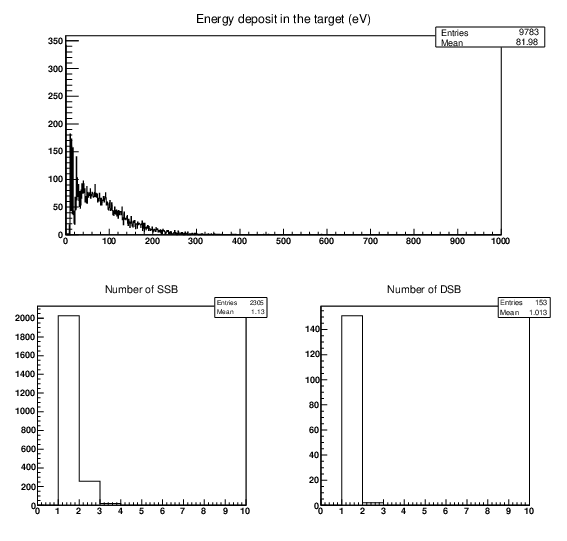 Energy deposit in the target (eV)
Entries 9783
Mean 81.98
350
300
250
200
150
100
50
0
0 100 200 300 400 500 600 700 800 900 1000
Number of SSB
Entries 2305
Mean 1.13
2000
1800
1600
1400
1200
1000
800
600
400
200
0
0 1 2 3 4 5 6 7 8 9 10
Number of DSB
Entries 153
Mean 1.013
140
120
100
80
60
40
20
0
0 1 2 3 4 5 6 7 8 9 10